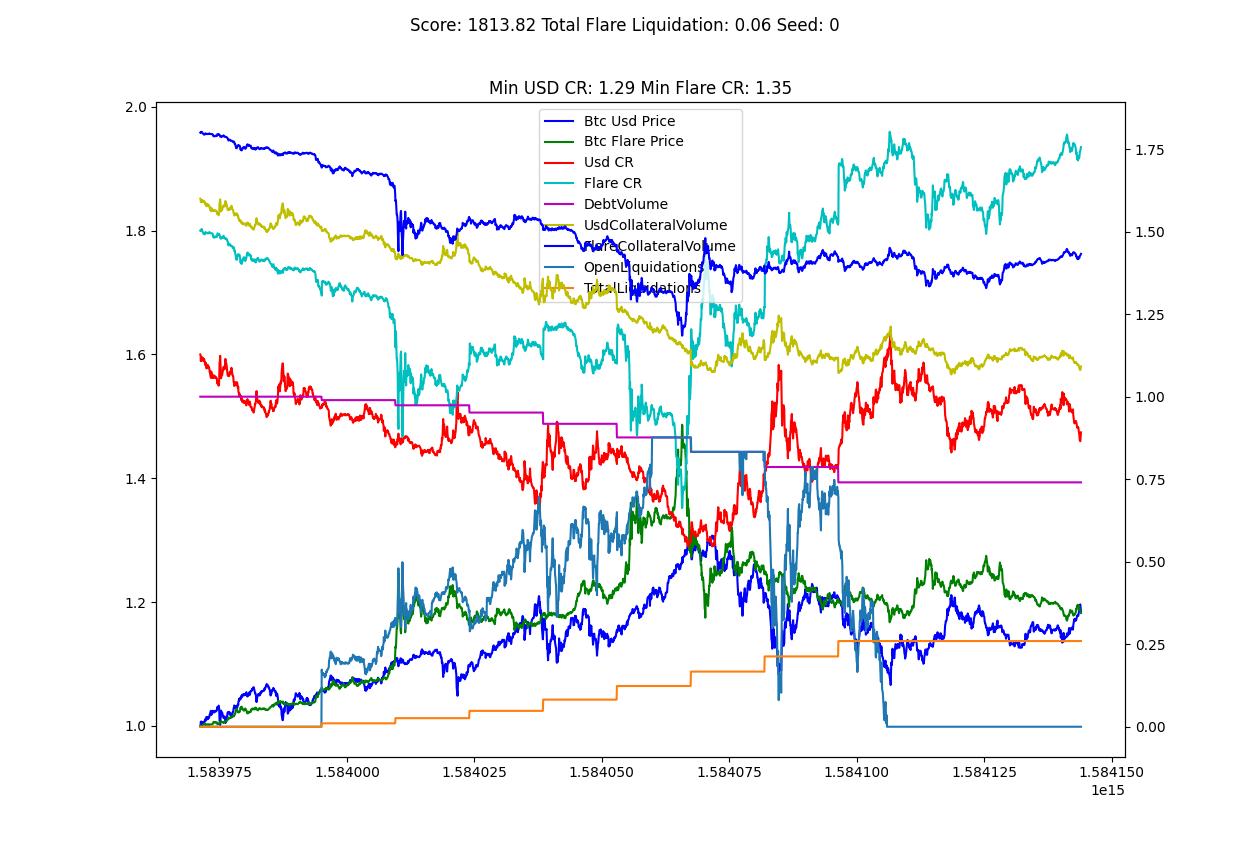 Score: 1813.82 Total Flare Liquidation: 0.06 Seed: 0
Min USD CR: 1.29 Min Flare CR: 1.35
Btc Usd Price
Btc Flare Price
Usd CR
Flare CR
DebtVolume
UsdCollateralVolume
FlareCollateralVolume
OpenLiquidations
TotalLiquidations
2.0
1.8
1.6
1.4
1.2
1.0
1.75
1.50
1.25
1.00
0.75
0.50
0.25
0.00
1.583975 1.584000 1.584025 1.584050 1.584075 1.584100 1.584125 1.584150
1e15